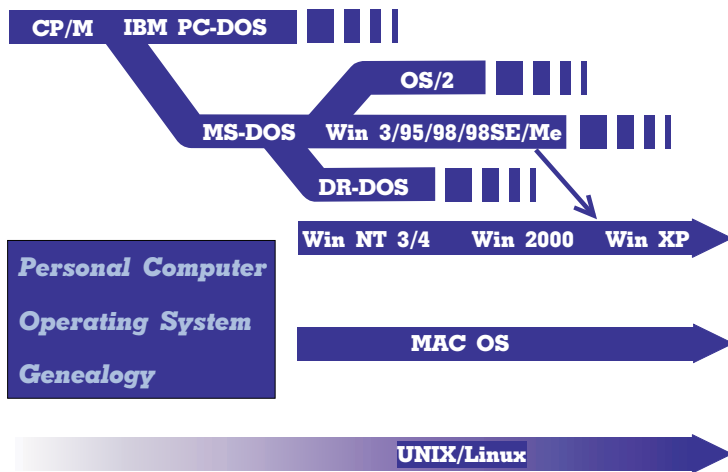 CP/M IBM PC-DOS
OS/2
MS-DOS Win 3/95/98/98SE/Me
DR-DOS
Win NT 3/4 Win 2000 Win XP
Personal Computer
Operating System
Genealogy
MAC OS
UNIX/Linux